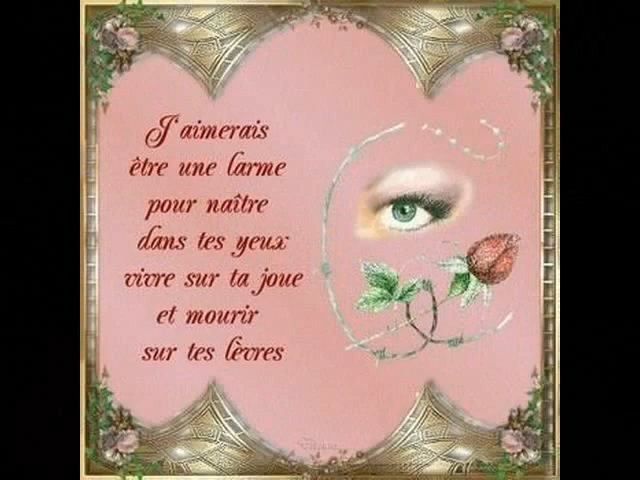 J'aimerais
être une larme
pour naître
dans tes yeux
vivre sur ta joue
et mourir
sur tes lèvres